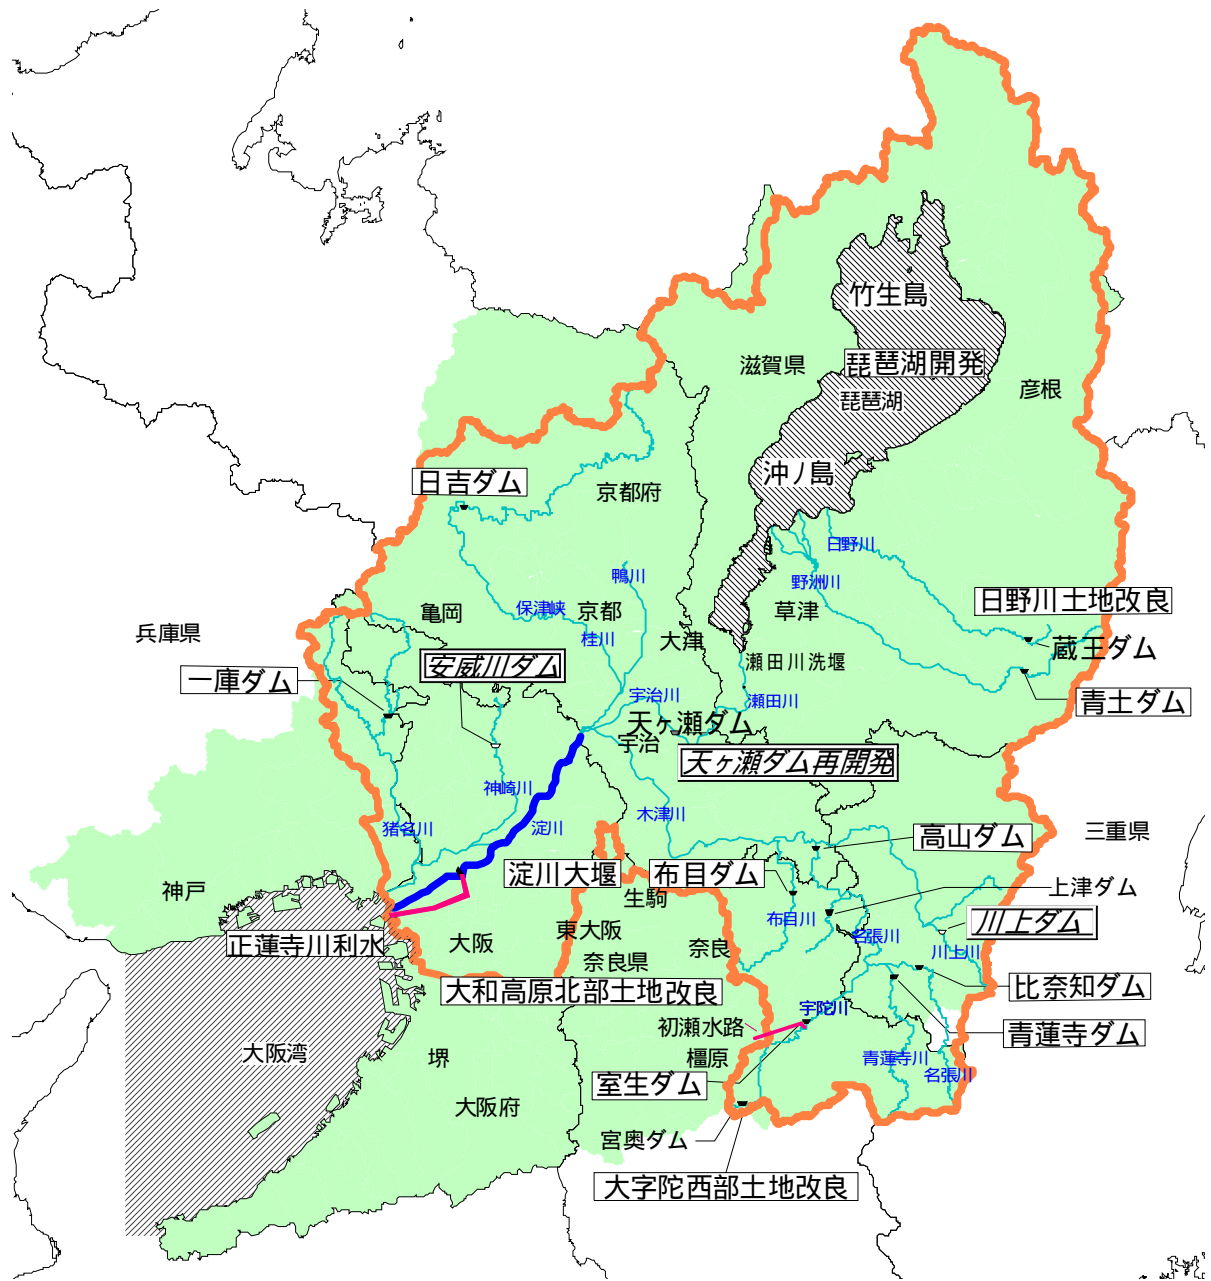 竹生島
滋賀県
琵琶湖開発
彦根
琵琶湖
沖ノ島
日吉ダム
京都府
日野川
鴨川
野洲川
日野川土地改良
保津峡
亀岡
京都
草津
兵庫県
桂川
大津
蔵王ダム
安威川ダム
瀬田川洗堰
一庫ダム
宇治川
瀬田川
青土ダム
天ヶ瀬ダム
宇治
天ヶ瀬ダム再開発
神崎川
木津川
猪名川
淀川
三重県
高山ダム
淀川大堰
布目ダム
神戸
生駒
上津ダム
布目川
川上ダム
東大阪
正蓮寺川利水
大阪
名張川
奈良
川上川
奈良県
大和高原北部土地改良
比奈知ダム
宇陀川
初瀬水路
青蓮寺ダム
大阪湾
堺
橿原
青蓮寺川
名張川
室生ダム
大阪府
宮奥ダム
大字陀西部土地改良